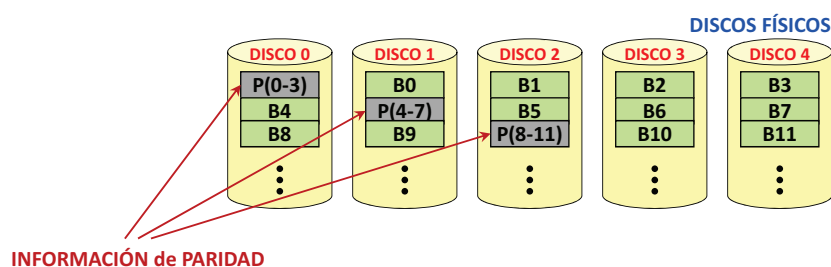 DISCOS FÍSICOS
DISCO 0 DISCO 1 DISCO 2 DISCO 3 DISCO 4
P(0-3) B0 B1 B2 B3
B4 P(4-7) B5 B6 B7
B8 B9 P(8-11) B10 B11
INFORMACIÓN de PARIDAD